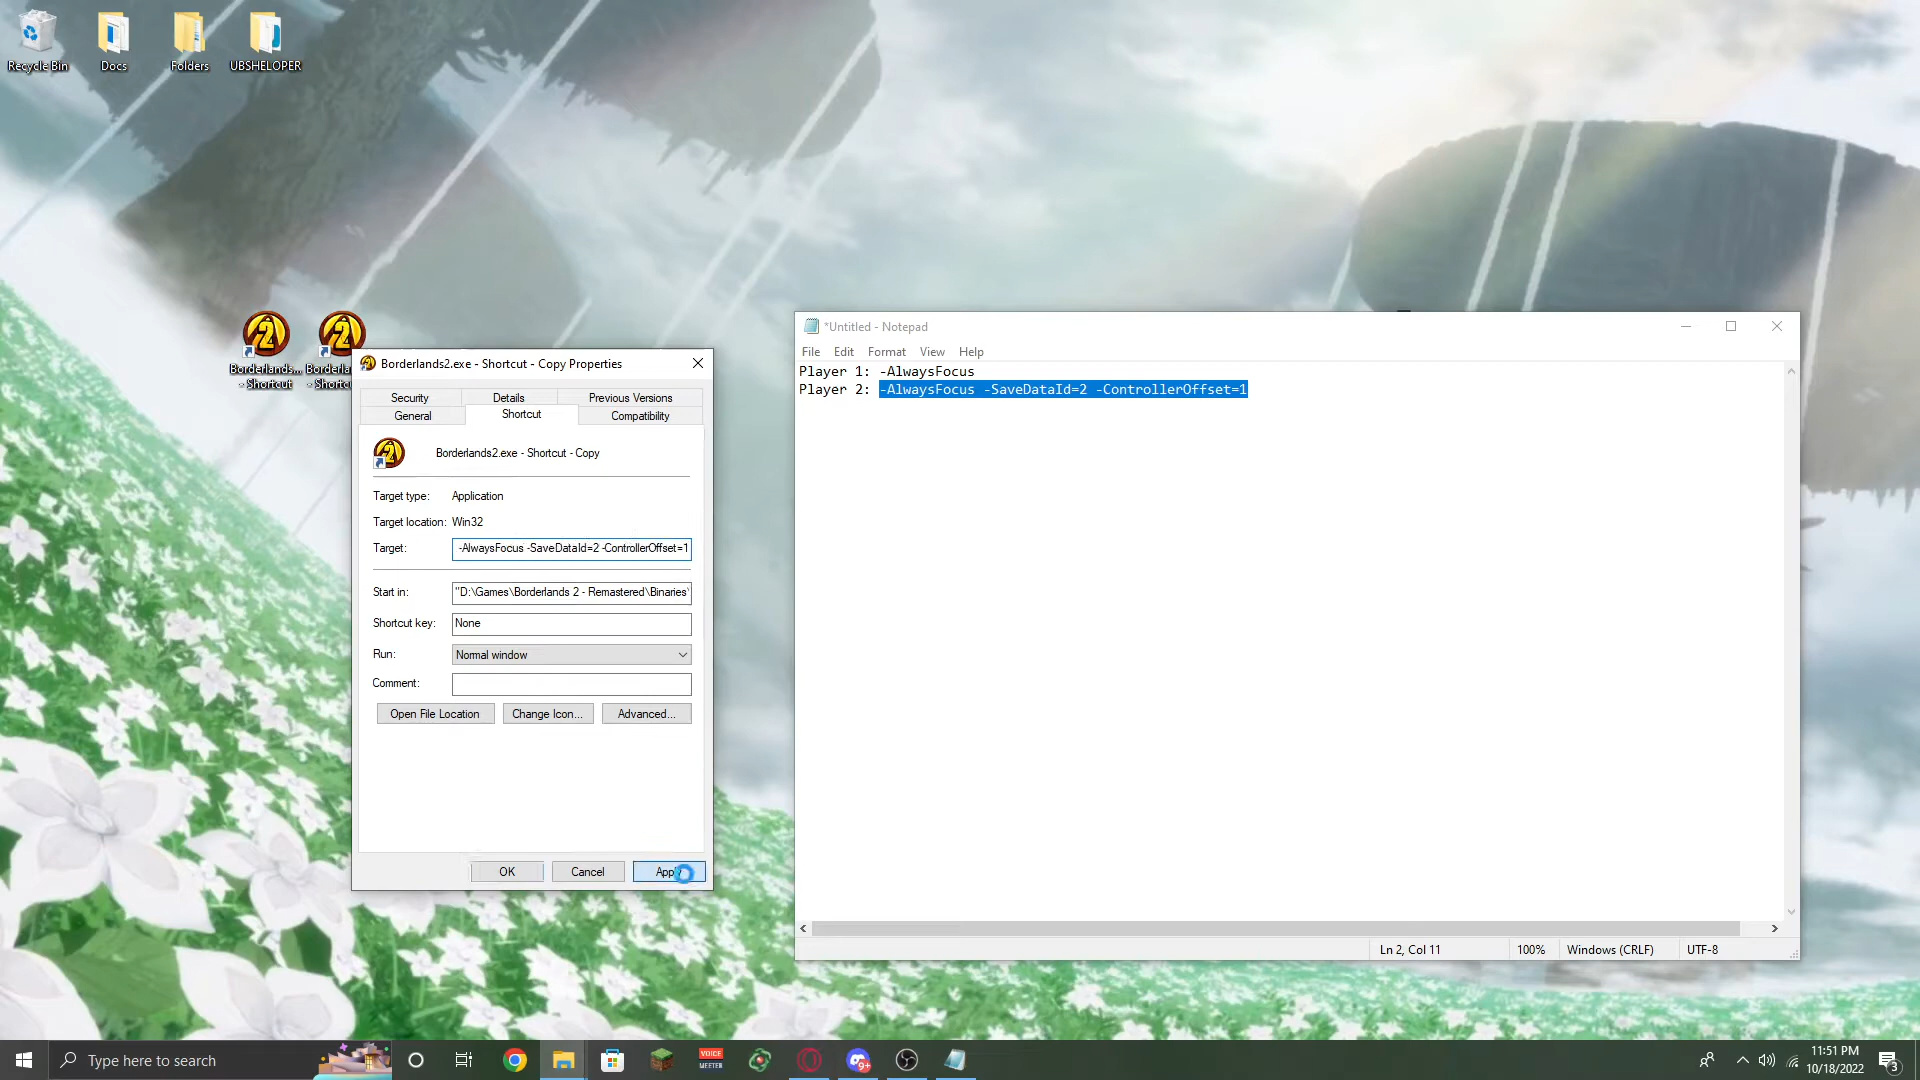 Recycle Bin
Docs
Folders
UBSHELOPER
Borderlands...
- Shortcut
*Untitled - Notepad
File Edit Format View Help
Player 1: -AlwaysFocus
Player 2: -AlwaysFocus -SaveDataId=2 -ControllerOffset=1
Borderlands2.exe - Shortcut - Copy Properties
Security Details Previous Versions
General Shortcut Compatibility
Borderlands2.exe - Shortcut - Copy
Target type: Application
Target location: Win32
Target: -AlwaysFocus -SaveDataId=2 -ControllerOffset=1
Start in: "D:\Games\Borderlands 2 - Remastered\Binaries\
Shortcut key: None
Run: Normal window
Comment:
Open File Location Change Icon... Advanced...
OK Cancel
Ln 2, Col 11 100% Windows (CRLF) UTF-8
Type here to search
VOICE
MEETER
9+
11:51 PM
10/18/2022
3